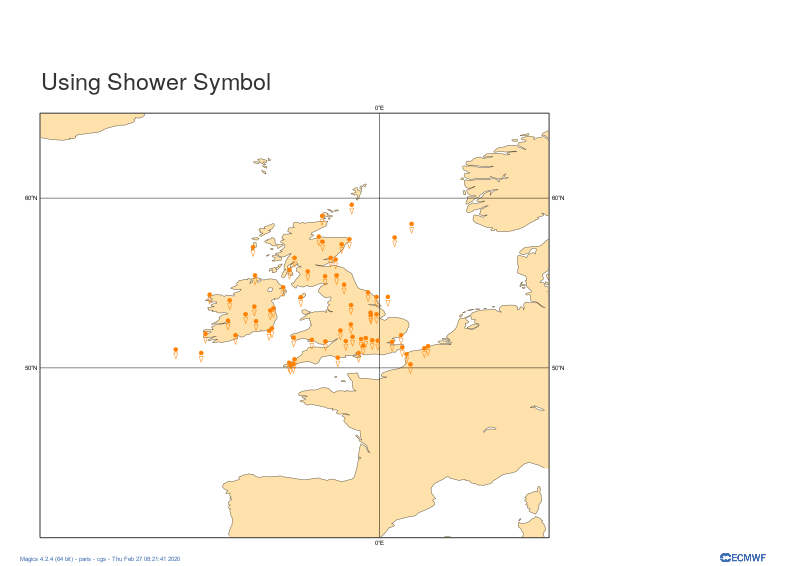 Using Shower Symbol
0°E
60°N 60°N
50°N 50°N
0°E
Magics 4.2.4 (64 bit) - paris - cgs - Thu Feb 27 08:21:41 2020
ECMWF